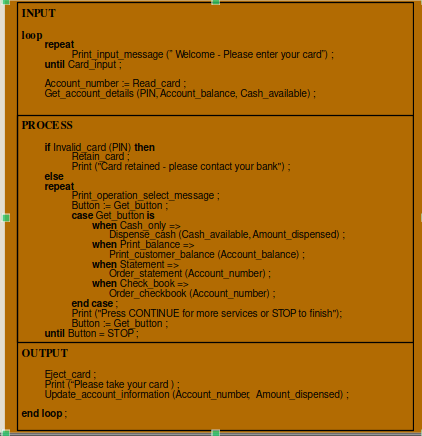 INPUT
loop
repeat
Print_input_message (" Welcome - Please enter your card") ;
until Card_input ;
Account_number := Read_card ;
Get_account_details (PIN, Account_balance, Cash_available) ;
PROCESS
if Invalid_card (PIN) then
Retain_card ;
Print ("Card retained - please contact your bank") ;
else
repeat
Print_operation_select_message ;
Button := Get_button ;
case Get_button is
when Cash_only =>
Dispense_cash (Cash_available, Amount_dispensed) ;
when Print_balance =>
Print_customer_balance (Account_balance) ;
when Statement =>
Order_statement (Account_number) ;
when Check_book =>
Order_checkbook (Account_number) ;
end case ;
Print ("Press CONTINUE for more services or STOP to finish");
Button := Get_button ;
until Button = STOP ;
OUTPUT
Eject_card ;
Print ("Please take your card ) ;
Update_account_information (Account_number, Amount_dispensed) ;
end loop ;